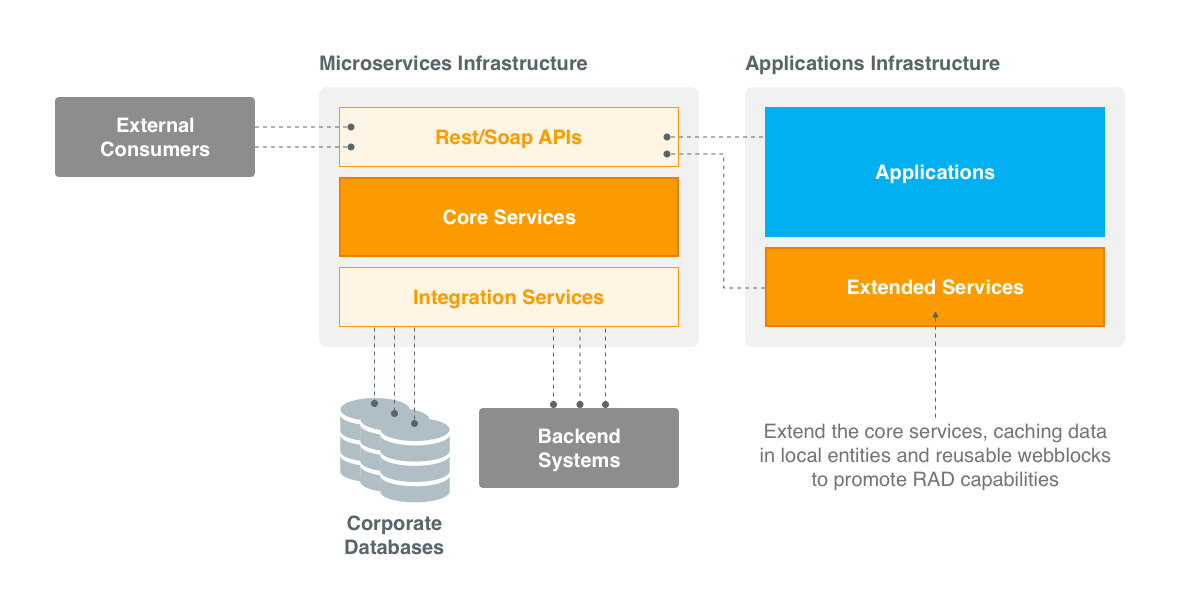 Microservices Infrastructure
Applications Infrastructure
External
Consumers
Rest/Soap APIs
Core Services
Integration Services
Applications
Extended Services
Backend
Systems
Corporate
Databases
Extend the core services, caching data
in local entities and reusable webblocks
to promote RAD capabilities